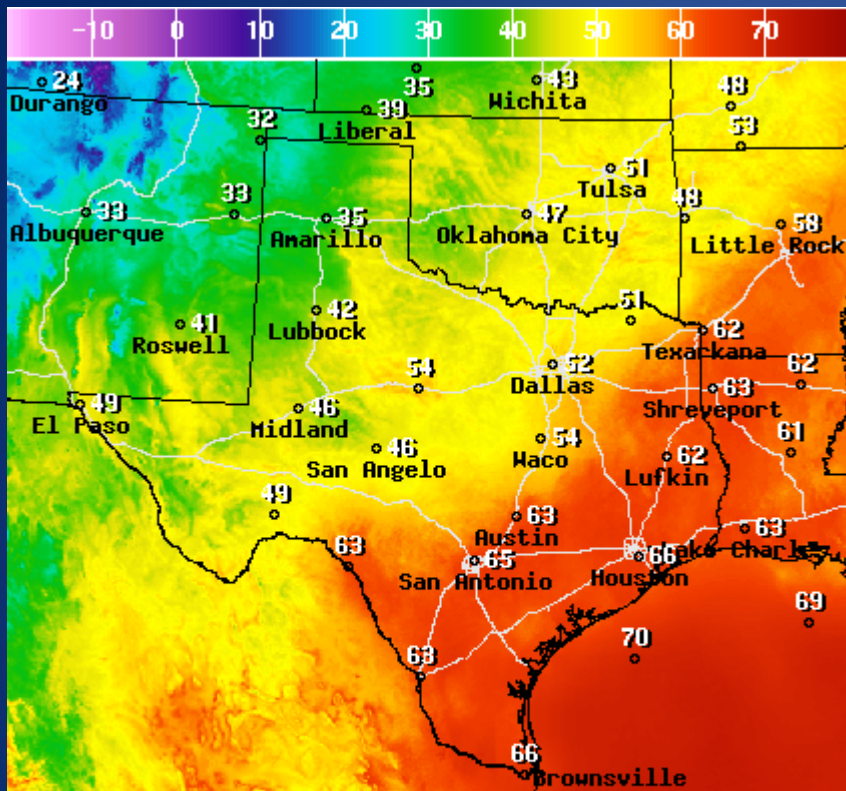 -10 0 10 20 30 40 50 60 70
24
Durango
35
43
Wichita
39
Liberal
48
32
53
51
Tulsa
33
Albuquerque
33
35
Amarillo
47
Oklahoma City
48
58
Little Rock
41
Roswell
42
Lubbock
51
62
Texarkana
54
52
Dallas
63
Shreveport
62
49
El Paso
46
Midland
46
San Angelo
54
Waco
62
Lufkin
61
49
63
Austin
63
Lake Charl
63
65
San Antonio
66
Houston
69
70
63
66
Brownsville